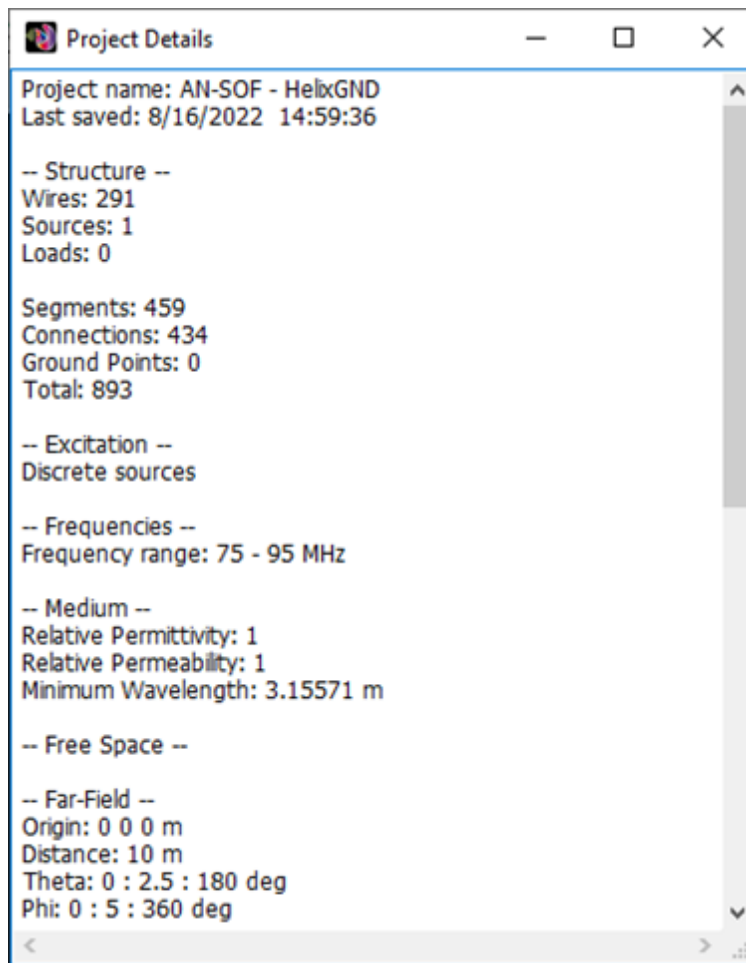 Project Details
Project name: AN-SOF - HelixGND
Last saved: 8/16/2022  14:59:36
-- Structure --
Wires: 291
Sources: 1
Loads: 0
Segments: 459
Connections: 434
Ground Points: 0
Total: 893
-- Excitation --
Discrete sources
-- Frequencies --
Frequency range: 75 - 95 MHz
-- Medium --
Relative Permittivity: 1
Relative Permeability: 1
Minimum Wavelength: 3.15571 m
-- Free Space --
-- Far-Field --
Origin: 0 0 0 m
Distance: 10 m
Theta: 0 : 2.5 : 180 deg
Phi: 0 : 5 : 360 deg